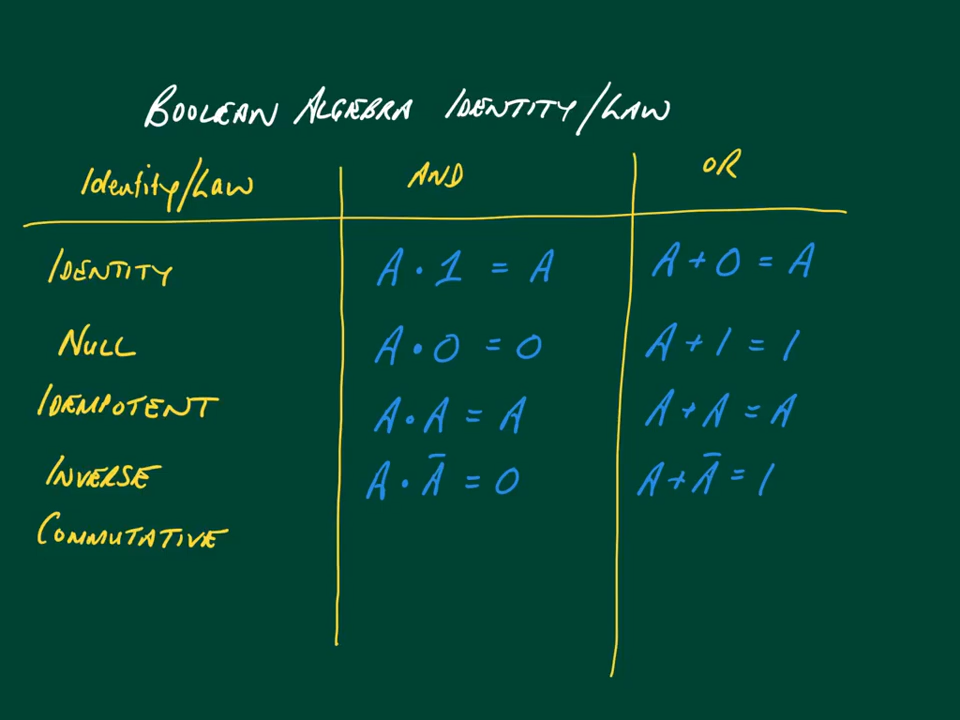 BOOLEAN ALGEBRA IDENTITY/LAW
Identity/Law AND OR
IDENTITY A · 1 = A A + 0 = A
NULL A · 0 = 0 A + 1 = 1
IDEMPOTENT A · A = A A + A = A
INVERSE A · Ā = 0 A + Ā = 1
COMMUTATIVE